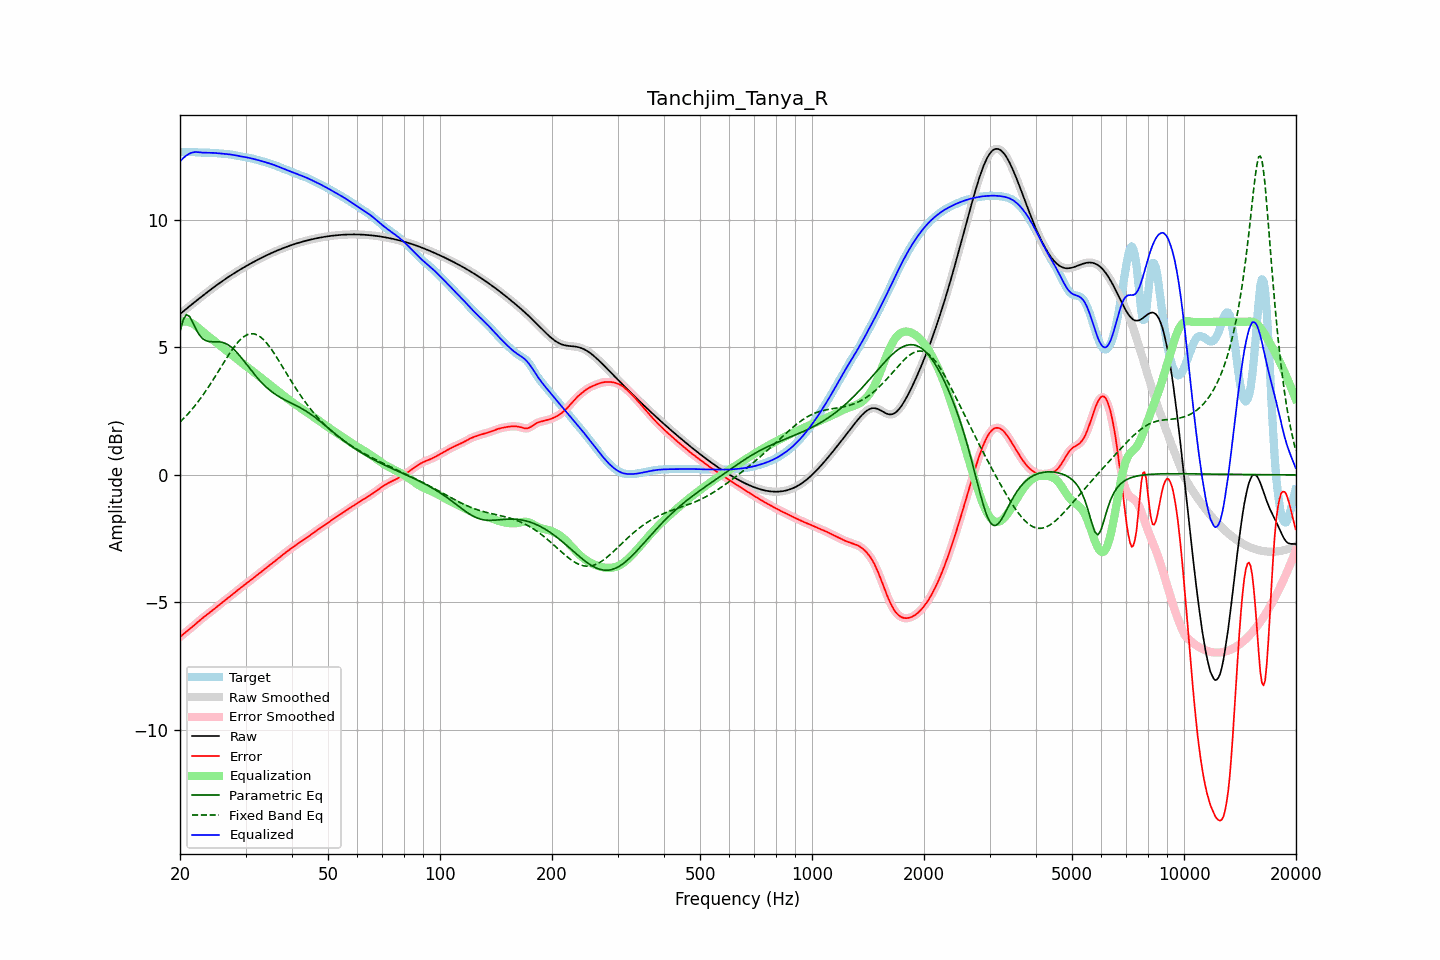 Tanchjim_Tanya_R
Amplitude (dBr)
10
5
0
−5
−10
Target
Raw Smoothed
Error Smoothed
Raw
Error
Equalization
Parametric Eq
Fixed Band Eq
Equalized
20 50 100 200 500 1000 2000 5000 10000 20000
Frequency (Hz)